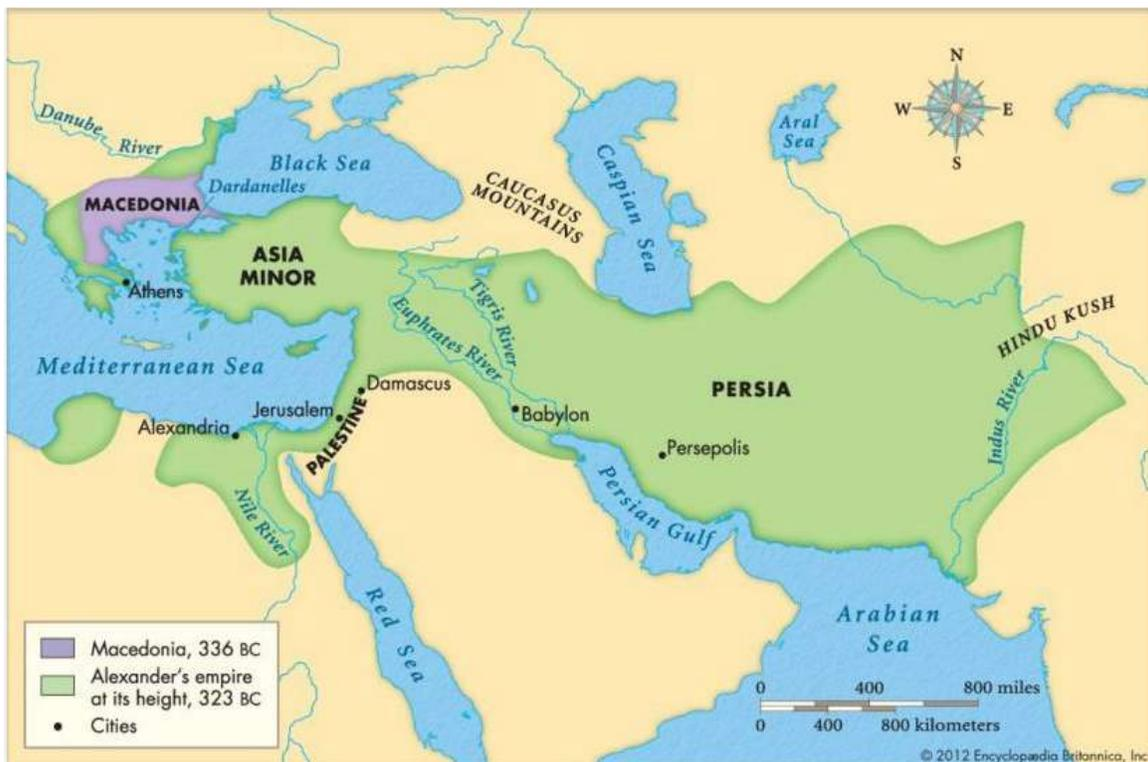 N
W
E
S
Danube
River
Black Sea
Dardanelles
MACEDONIA
CAUCASUS
MOUNTAINS
Caspian Sea
Aral
Sea
ASIA
MINOR
Athens
Tigris River
Euphrates River
HINDU KUSH
Mediterranean Sea
Damascus
PERSIA
Jerusalem
Babylon
Alexandria
PALESTINE
Persepolis
Indus River
Nile River
Persian Gulf
Red Sea
Arabian
Sea
Macedonia, 336 BC
Alexander's empire
at its height, 323 BC
Cities
0 400 800 miles
0 400 800 kilometers
© 2012 Encyclopædia Britannica, Inc